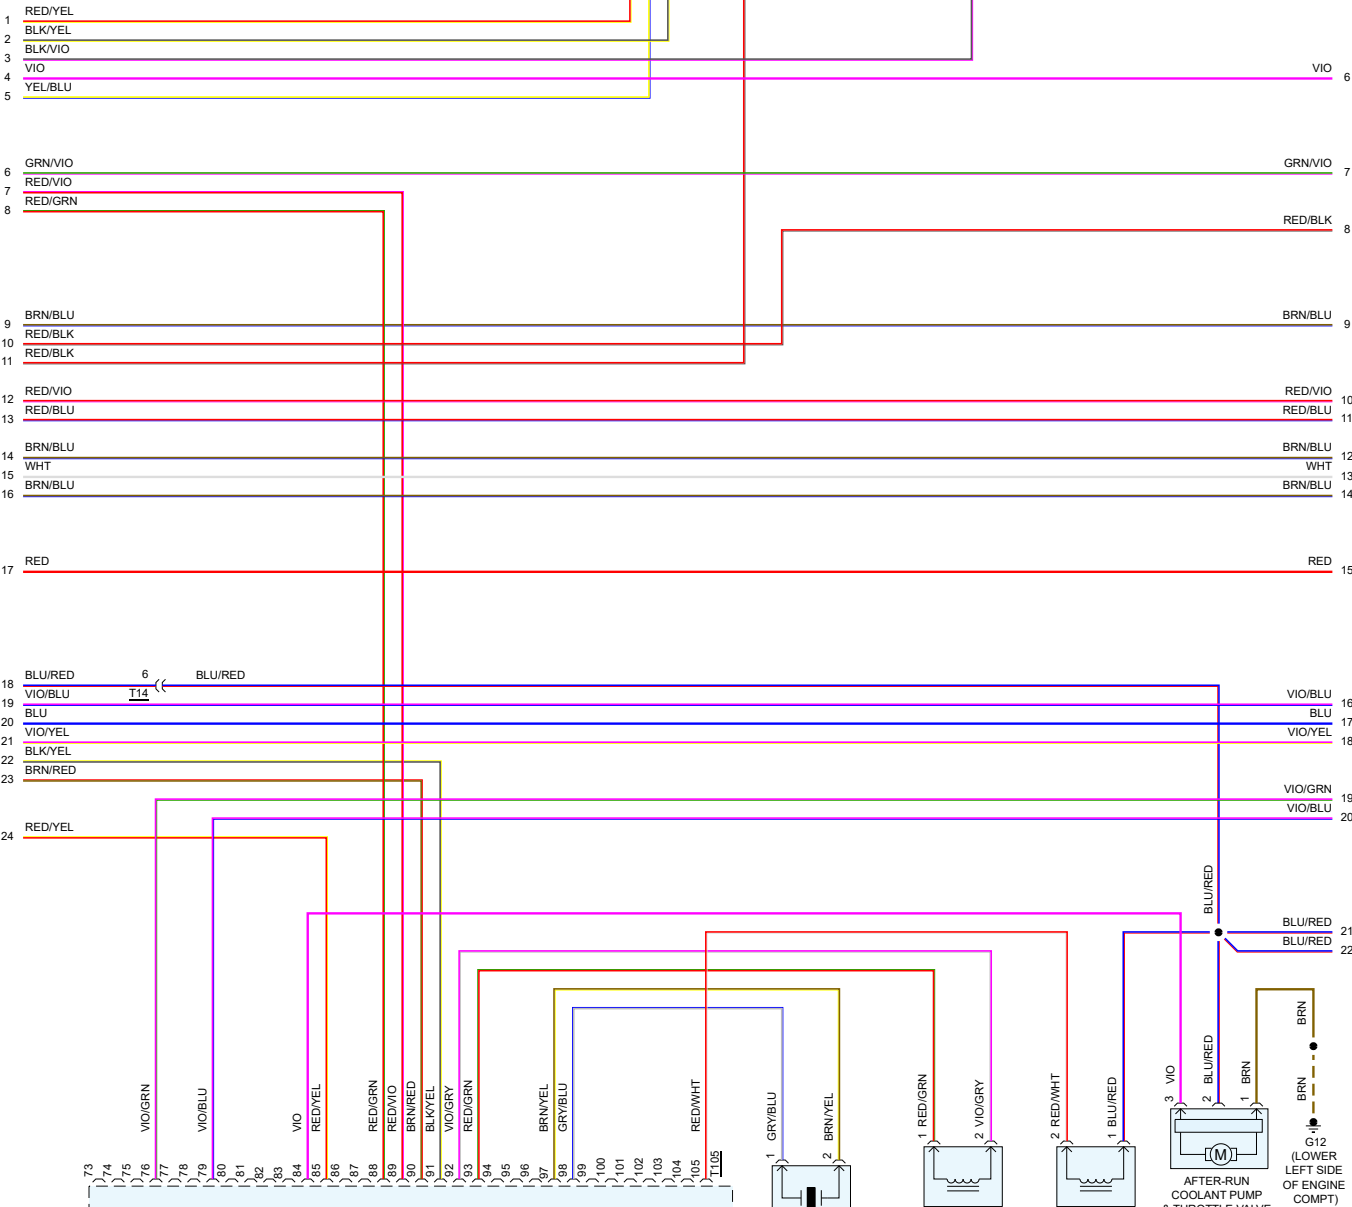 RED/YEL
1
BLK/YEL
2
BLK/VIO
3
VIO VIO
4 6
YEL/BLU
5
GRN/VIO GRN/VIO
6 7
RED/VIO
7
RED/GRN
8
RED/BLK
8
BRN/BLU BRN/BLU
9 9
RED/BLK
10
RED/BLK
11
RED/VIO RED/VIO
12 10
RED/BLU RED/BLU
13 11
BRN/BLU BRN/BLU
14 12
WHT WHT
15 13
BRN/BLU BRN/BLU
16 14
RED RED
17 15
BLU/RED 6 BLU/RED
18
VIO/BLU T14 VIO/BLU
19 16
BLU BLU
20 17
VIO/YEL VIO/YEL
21 18
BLK/YEL
22
BRN/RED
23
VIO/GRN
19
VIO/BLU
20
RED/YEL
24
BLU/RED
BLU/RED
21
BLU/RED
22
VIO/GRN VIO/BLU VIO RED/YEL RED/GRN RED/VIO BRN/RED BLK/YEL VIO/GRY RED/GRN BRN/YEL GRY/BLU RED/WHT
73 74 75 76 77 78 79 80 81 82 83 84 85 86 87 88 89 90 91 92 93 94 95 96 97 98 99 100 101 102 103 104 105 T105
1 GRY/BLU 2 BRN/YEL
1 RED/GRN 2 VIO/GRY
2 RED/WHT 1 BLU/RED
3 VIO 2 BLU/RED 1 BRN
BRN
BRN
M
G12
(LOWER
LEFT SIDE
OF ENGINE
COMPT)
AFTER-RUN
COOLANT PUMP
& THROTTLE VALVE